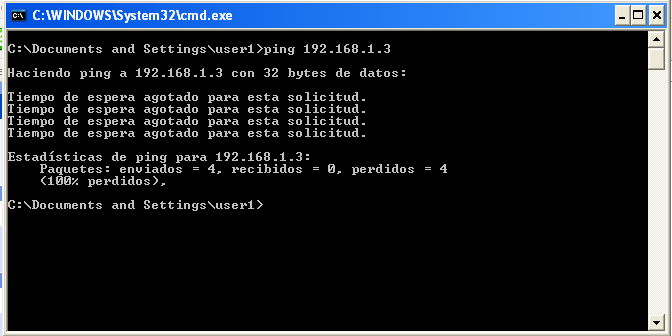 C:\WINDOWS\System32\cmd.exe
C:\Documents and Settings\user1>ping 192.168.1.3
Haciendo ping a 192.168.1.3 con 32 bytes de datos:
Tiempo de espera agotado para esta solicitud.
Tiempo de espera agotado para esta solicitud.
Tiempo de espera agotado para esta solicitud.
Tiempo de espera agotado para esta solicitud.
Estadísticas de ping para 192.168.1.3:
Paquetes: enviados = 4, recibidos = 0, perdidos = 4
(100% perdidos),
C:\Documents and Settings\user1>